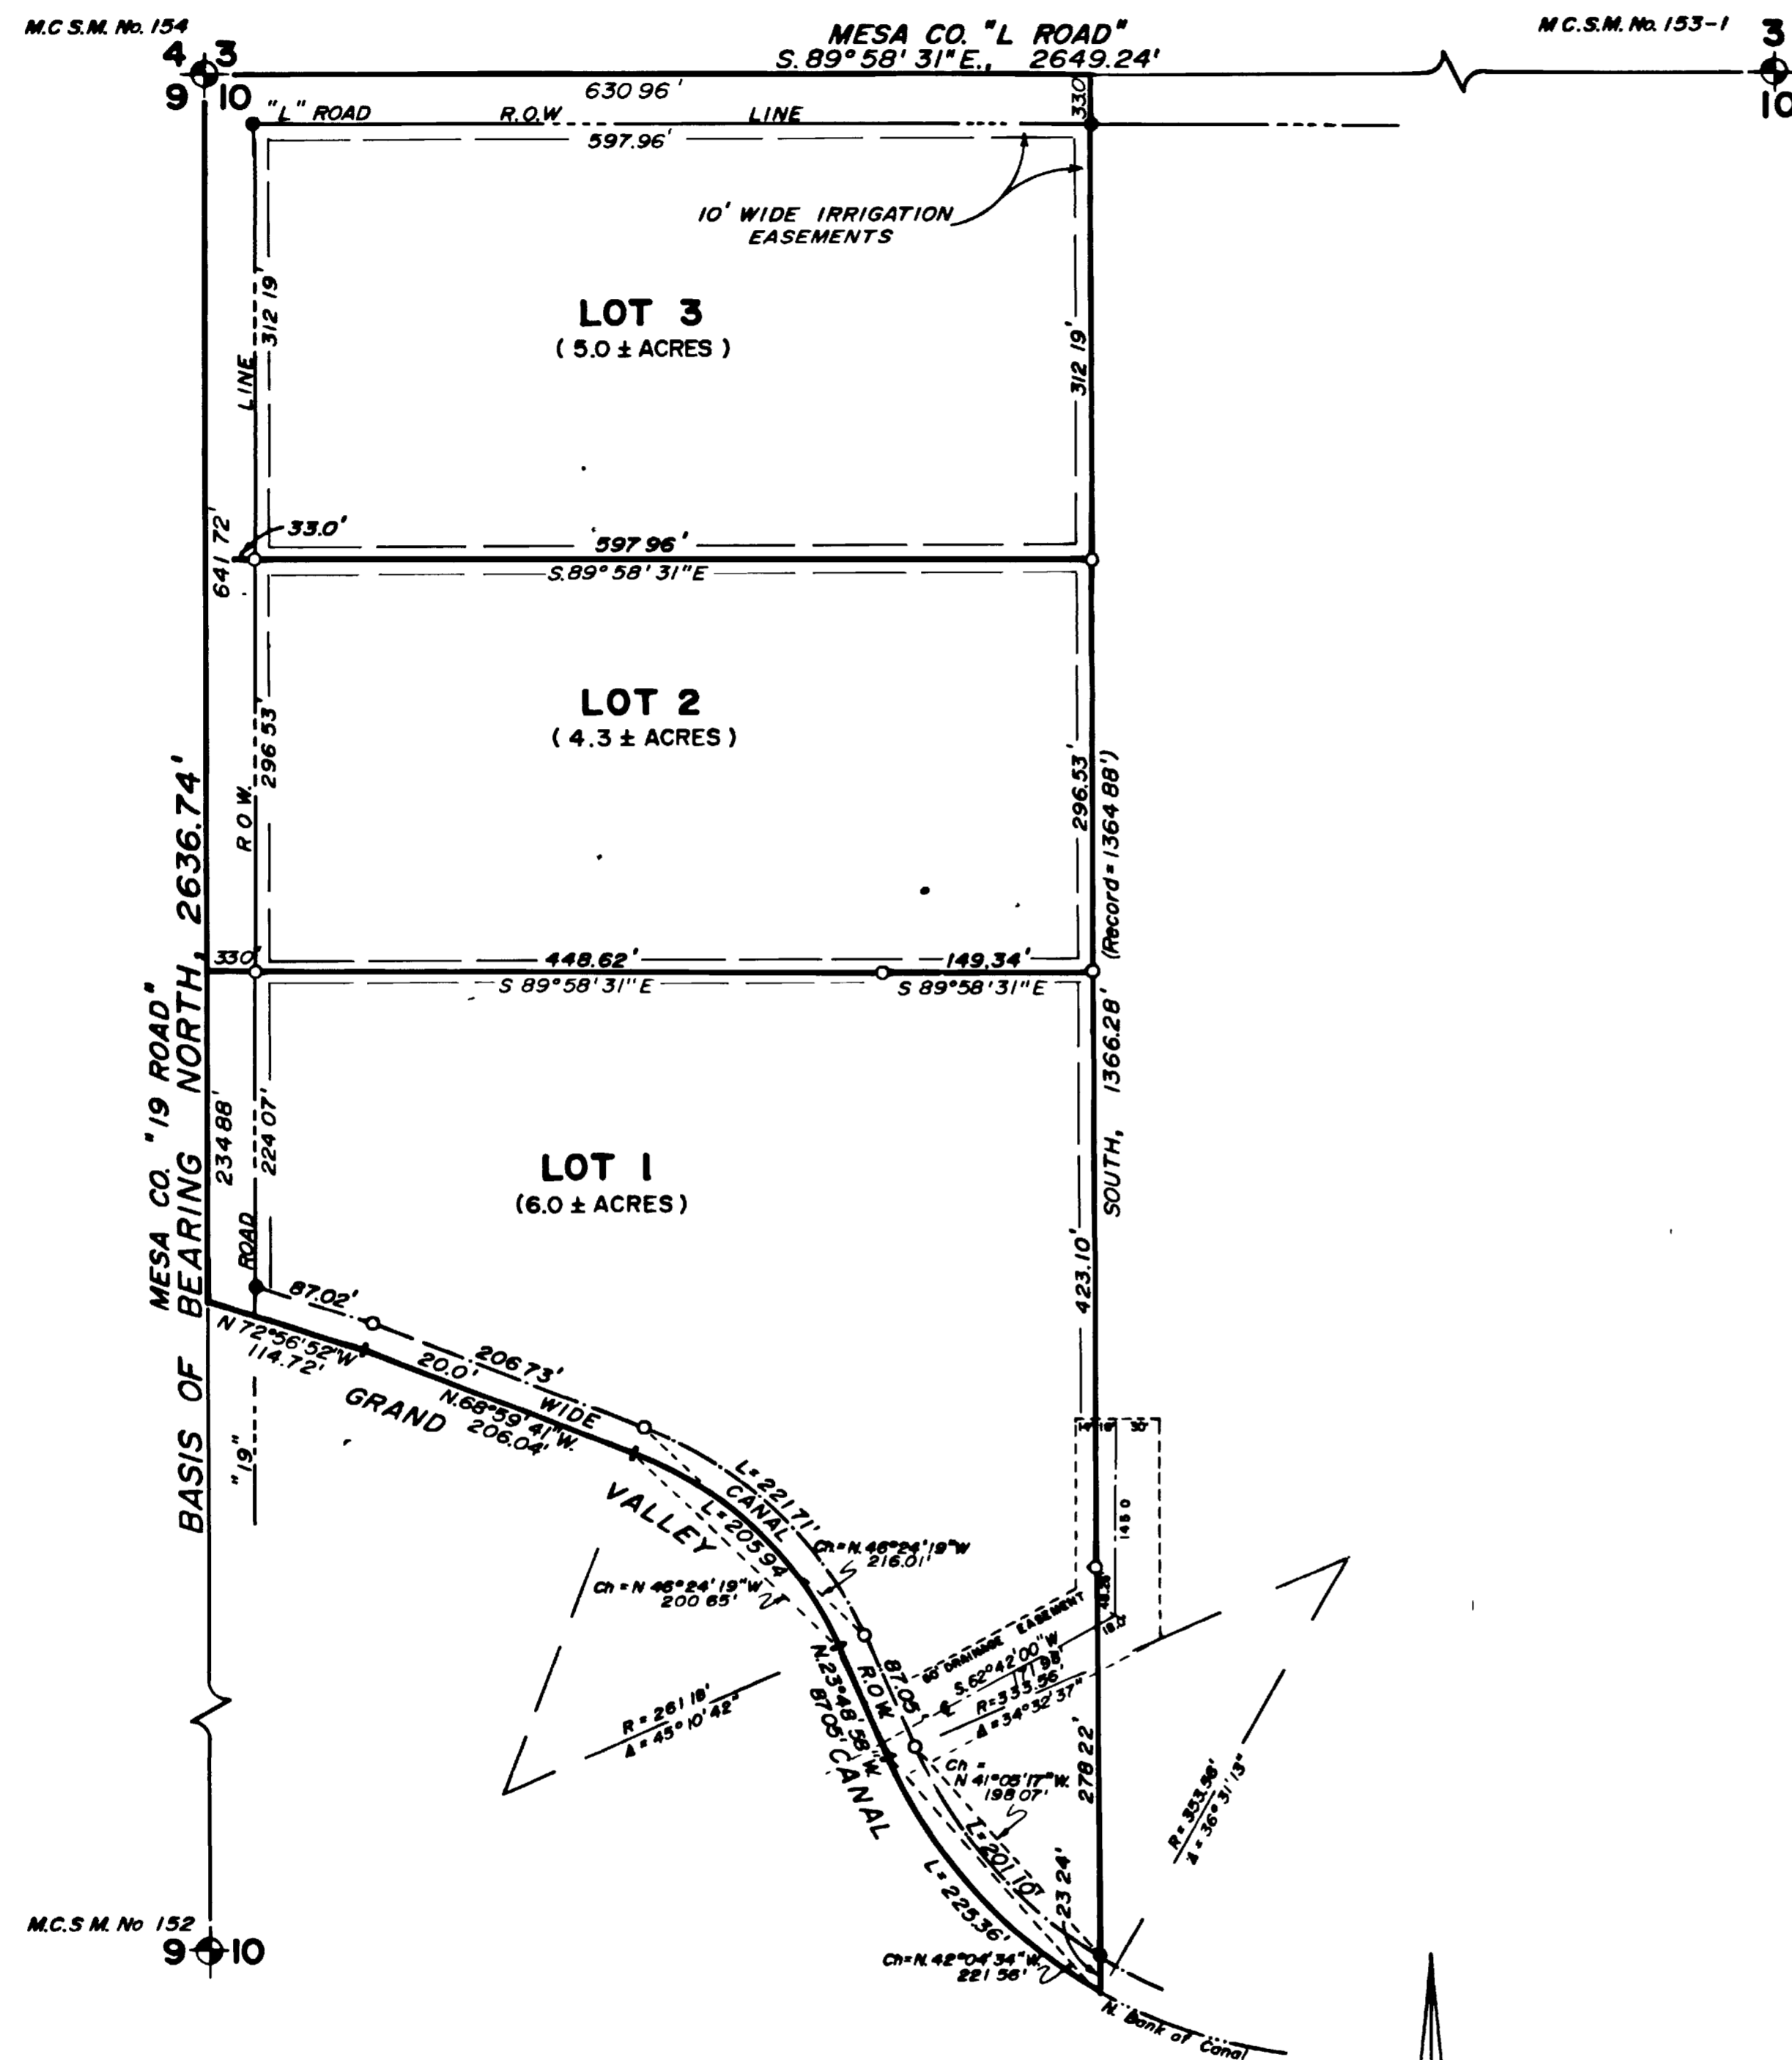 M.C S.M. No. 154
MESA CO. "L ROAD"
S. 89° 58' 31" E., 2649.24'
M C.S.M. No. 153-1
4 3
9 10
3
10
630 96'
33.0
"L" ROAD R.O.W LINE
597.96'
10' WIDE IRRIGATION
EASEMENTS
312 19'
LINE
LOT 3
( 5.0 ± ACRES )
312 19'
641 72'
33.0'
597 96'
S. 89° 58' 31" E
LOT 2
( 4.3 ± ACRES )
296 53'
R O W.
296.53'
(Record = 1364 88')
MESA CO. "19 ROAD"
BASIS OF BEARING NORTH, 2636.74'
330'
448.62'
149.34'
S 89° 58' 31" E
S 89° 58' 31" E
SOUTH, 1366.28'
234 88'
224 07'
LOT 1
(6.0 ± ACRES)
423.10'
ROAD
87.02'
N 72° 56' 52" W
114.72'
206 73'
20.0'
WIDE
N. 68° 59' 41" W.
206.04'
GRAND
"19"
VALLEY
L= 221 71'
CANAL
L= 205 94
Ch = N. 46° 24' 19" W
216.01'
Ch = N 46° 24' 19" W
200 65'
145 0
30'
60' DRAINAGE EASEMENT
S. 62° 42' 00" W
171 98'
R = 333.56'
Δ = 34° 32' 37"
87.05
R.O W.
N. 23° 48' 58" W.
87 05'
CANAL
R = 261 18'
Δ = 45° 10' 42"
Ch =
N 41° 05' 17" W.
198 07'
278 22'
L= 201 10'
R = 353.56'
Δ = 36° 31' 13"
23 24'
L = 225.36'
Ch = N. 42° 04' 34" W.
221 56'
M.C.S M. No 152
9 10
N. Bank of Canal